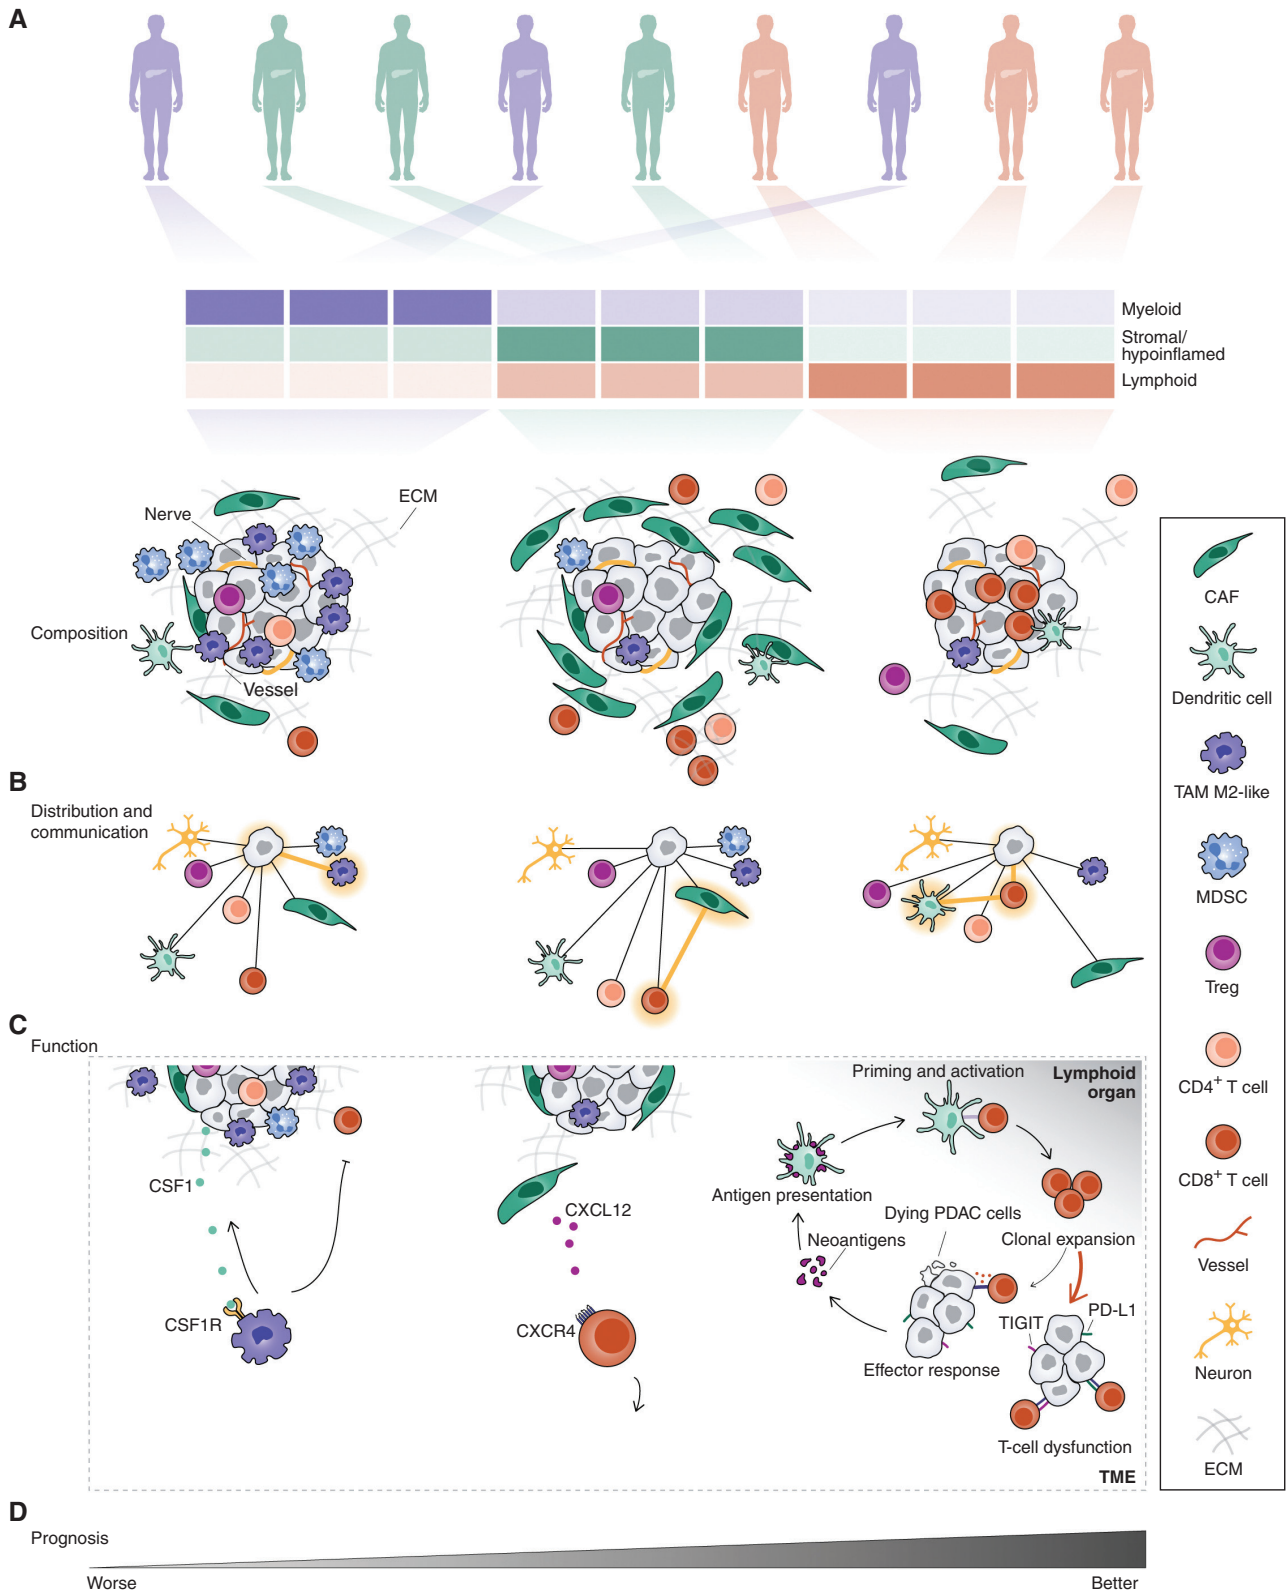 A
Myeloid
Stromal/
hypoinflamed
Lymphoid
ECM
Nerve
Composition
Vessel
CAF
Dendritic cell
TAM M2-like
MDSC
Treg
CD4+ T cell
CD8+ T cell
Vessel
Neuron
ECM
B
Distribution and
communication
C
Function
Priming and activation
Lymphoid
organ
CSF1
CXCL12
Antigen presentation
Dying PDAC cells
Neoantigens
Clonal expansion
CSF1R
CXCR4
TIGIT
PD-L1
Effector response
T-cell dysfunction
TME
D
Prognosis
Worse
Better